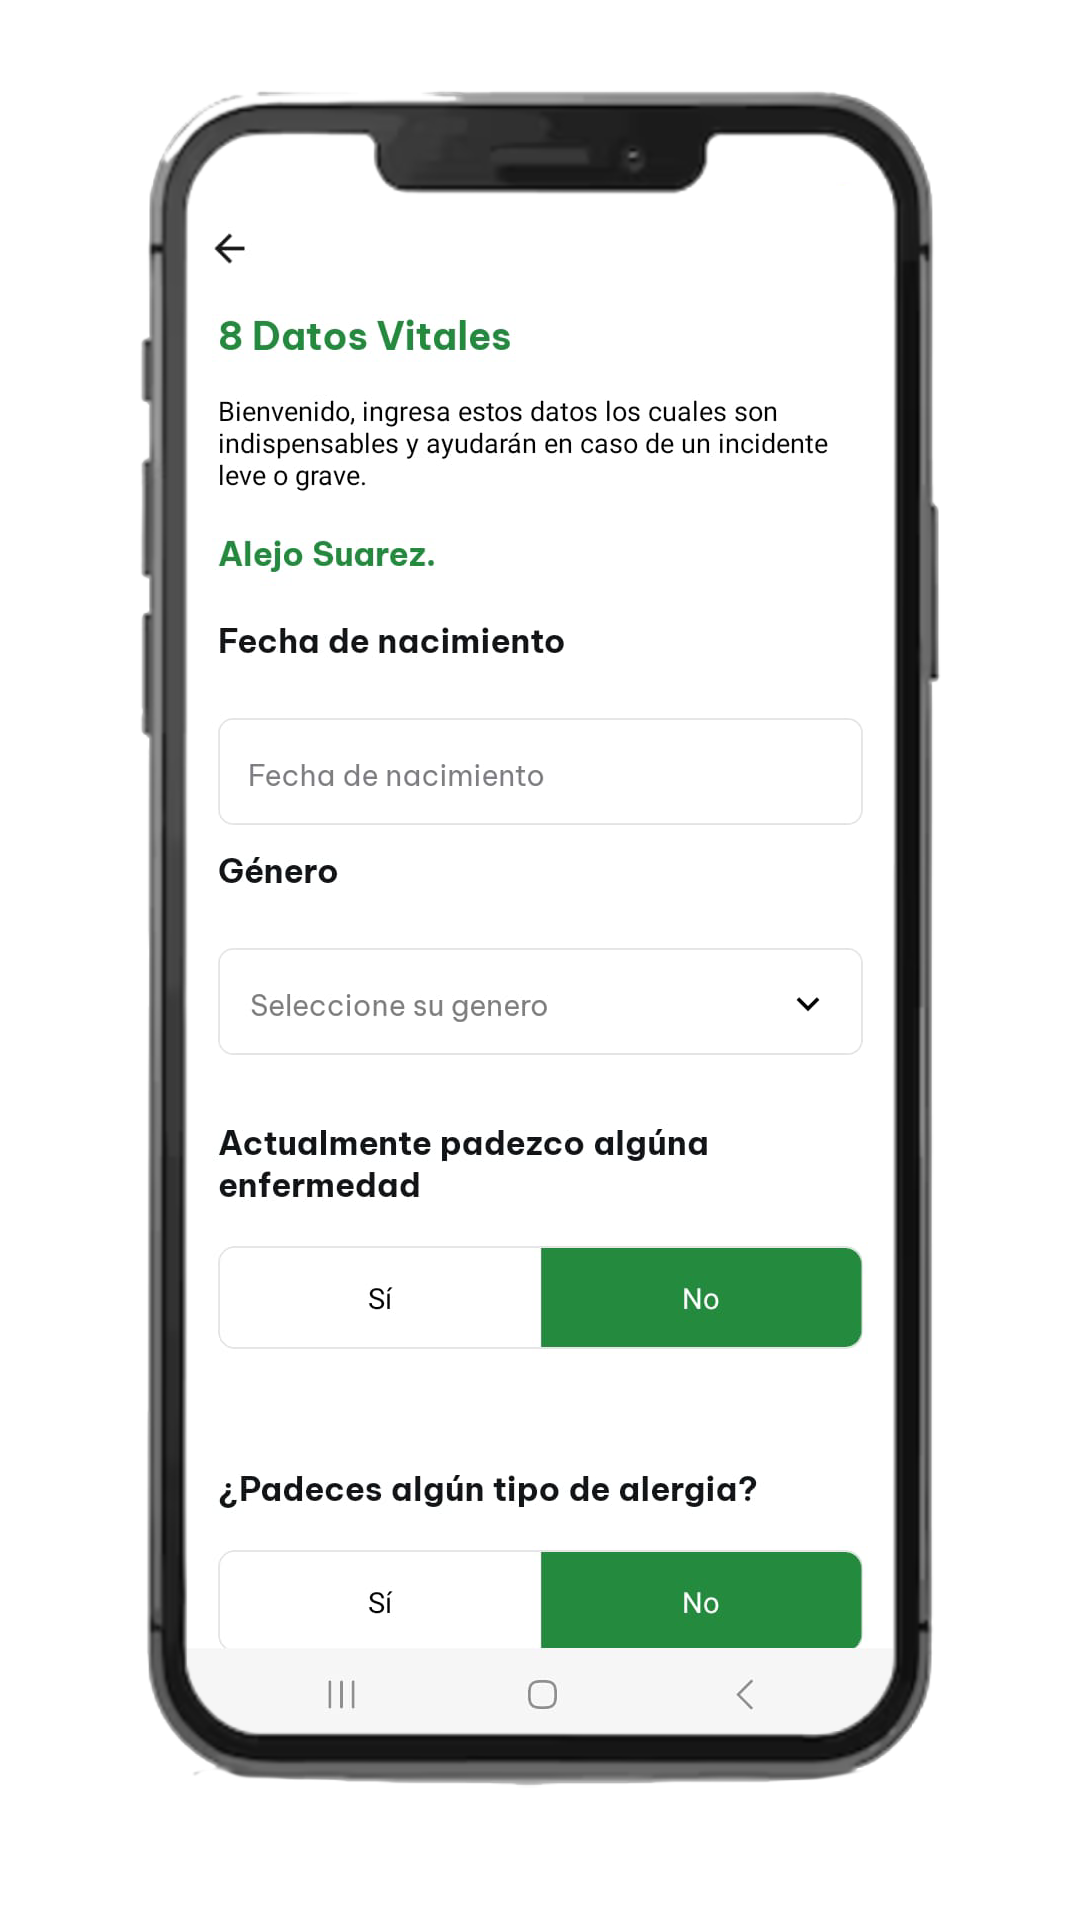 8 Datos Vitales
Bienvenido, ingresa estos datos los cuales son
indispensables y ayudarán en caso de un incidente
leve o grave.
Alejo Suarez.
Fecha de nacimiento
Fecha de nacimiento
Género
Seleccione su genero
Actualmente padezco algúna
enfermedad
Sí No
¿Padeces algún tipo de alergia?
Sí No